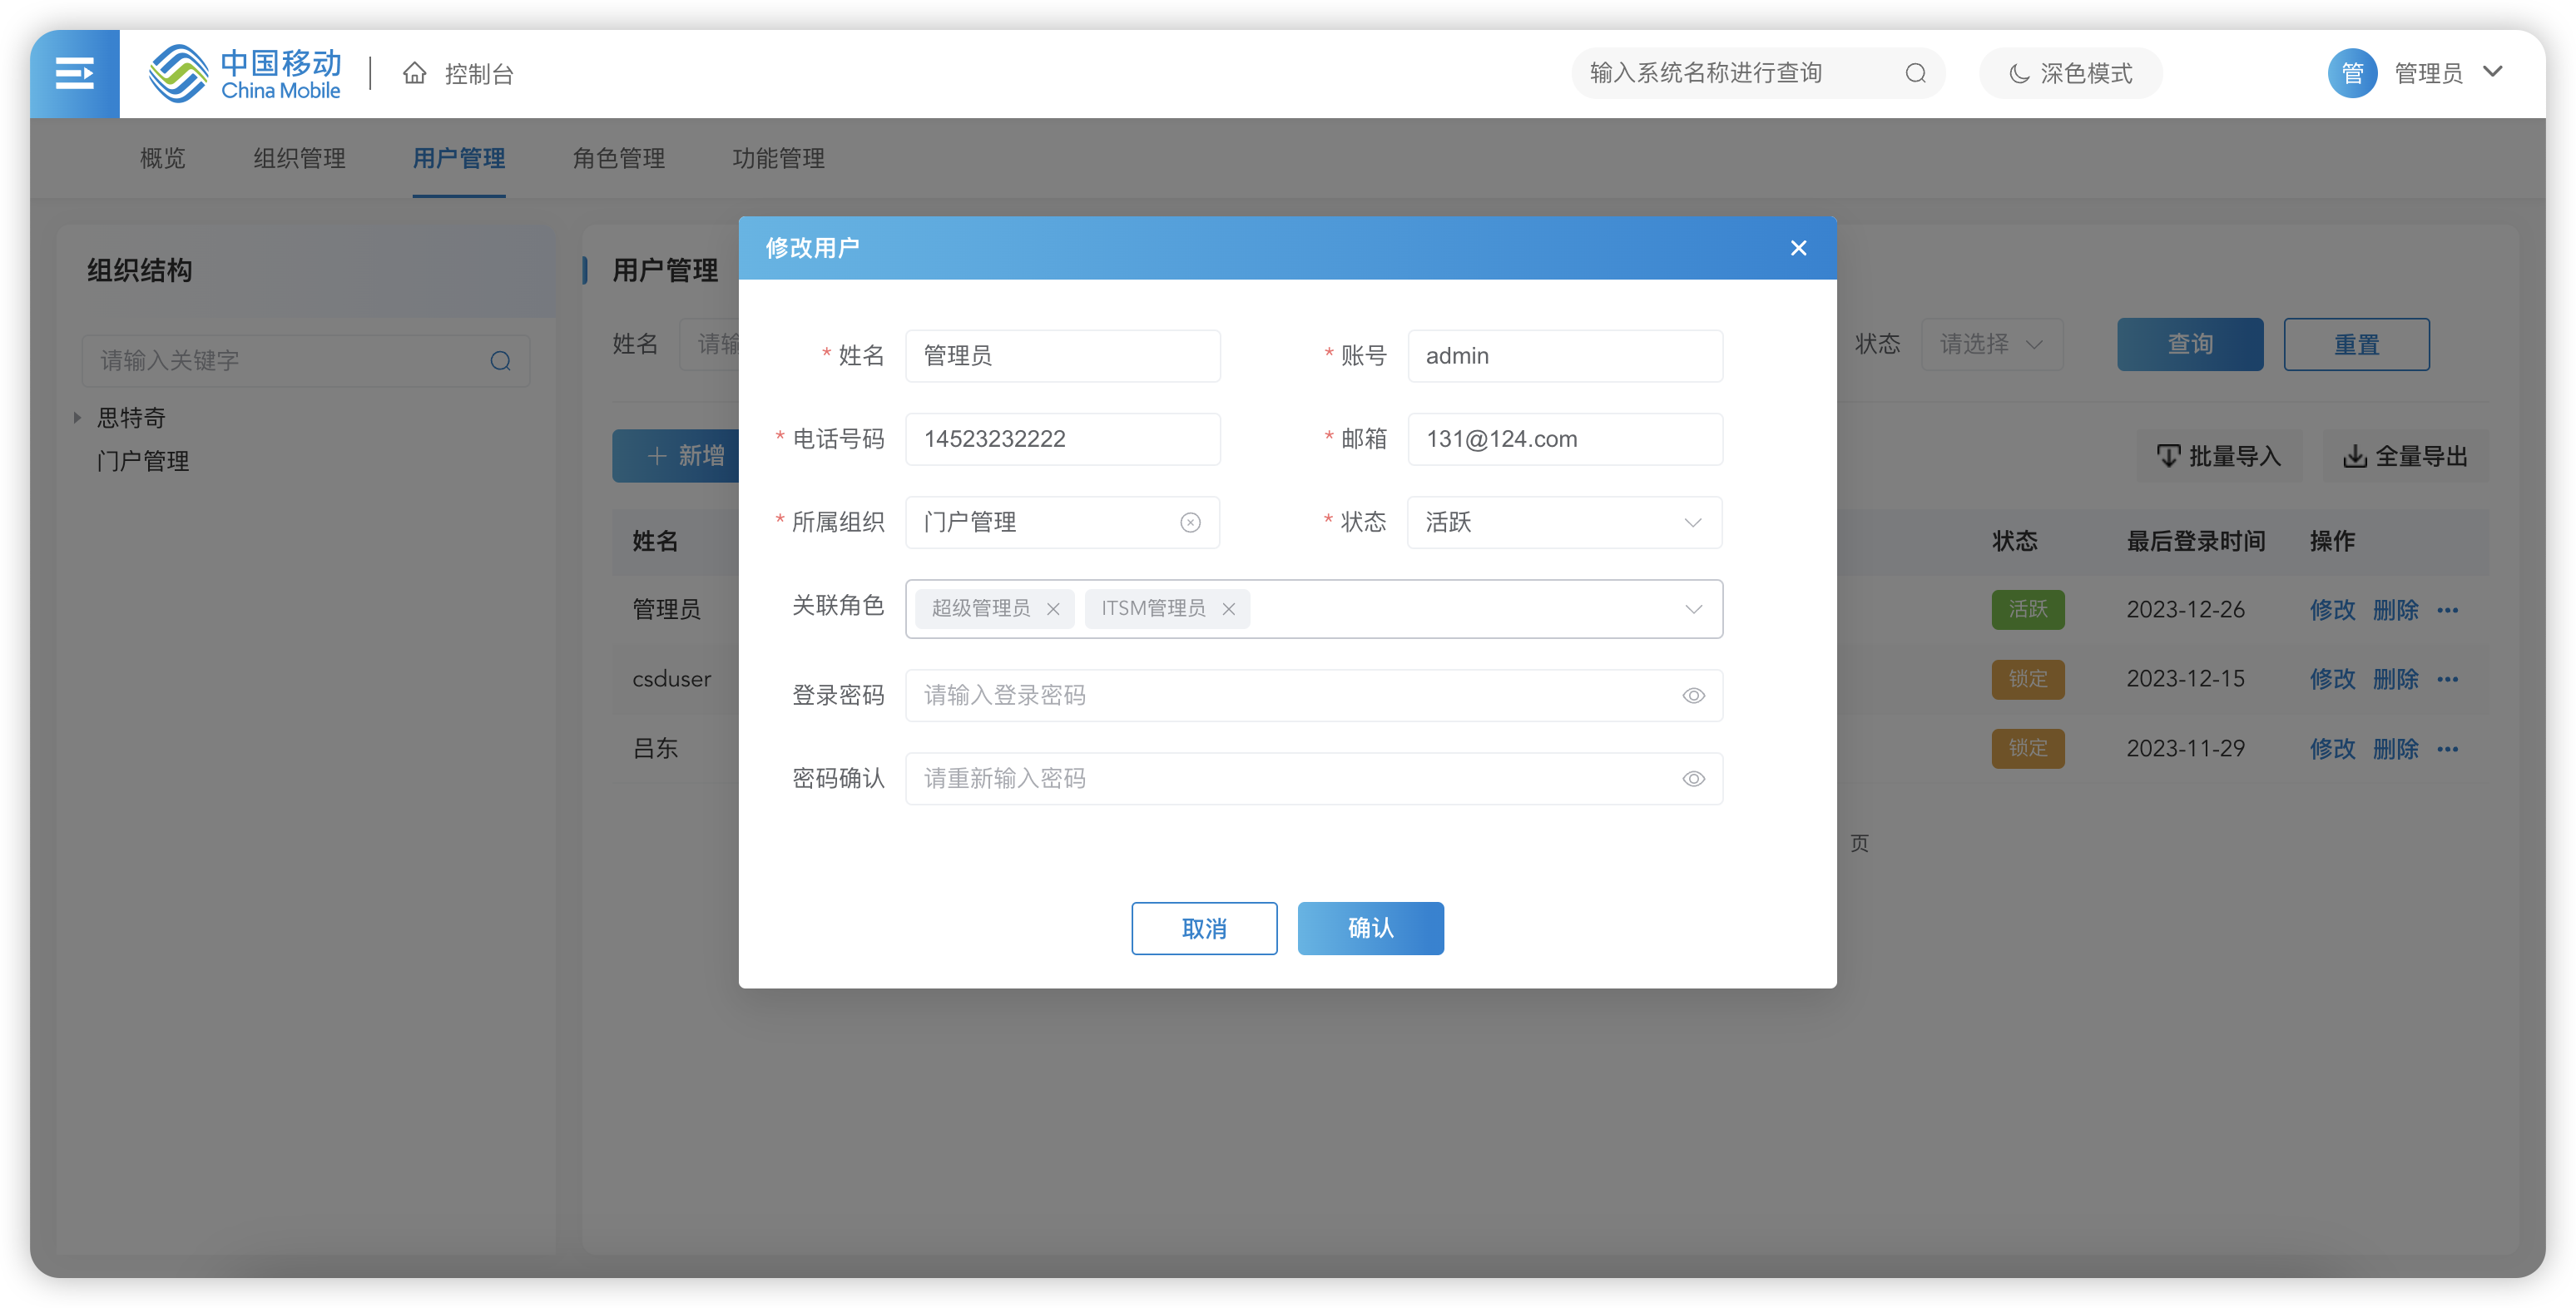 中国移动
China Mobile
控制台
输入系统名称进行查询
深色模式
管
管理员
概览
组织管理
用户管理
角色管理
功能管理
组织结构
请输入关键字
思特奇
门户管理
用户管理
姓名
状态
请选择
查询
重置
新增
批量导入
全量导出
姓名
状态
最后登录时间
操作
管理员
活跃
2023-12-26
修改 删除
csduser
锁定
2023-12-15
修改 删除
吕东
锁定
2023-11-29
修改 删除
页
修改用户
* 姓名
管理员
* 账号
admin
* 电话号码
14523232222
* 邮箱
131@124.com
* 所属组织
门户管理
* 状态
活跃
关联角色
超级管理员
ITSM管理员
登录密码
请输入登录密码
密码确认
请重新输入密码
取消
确认